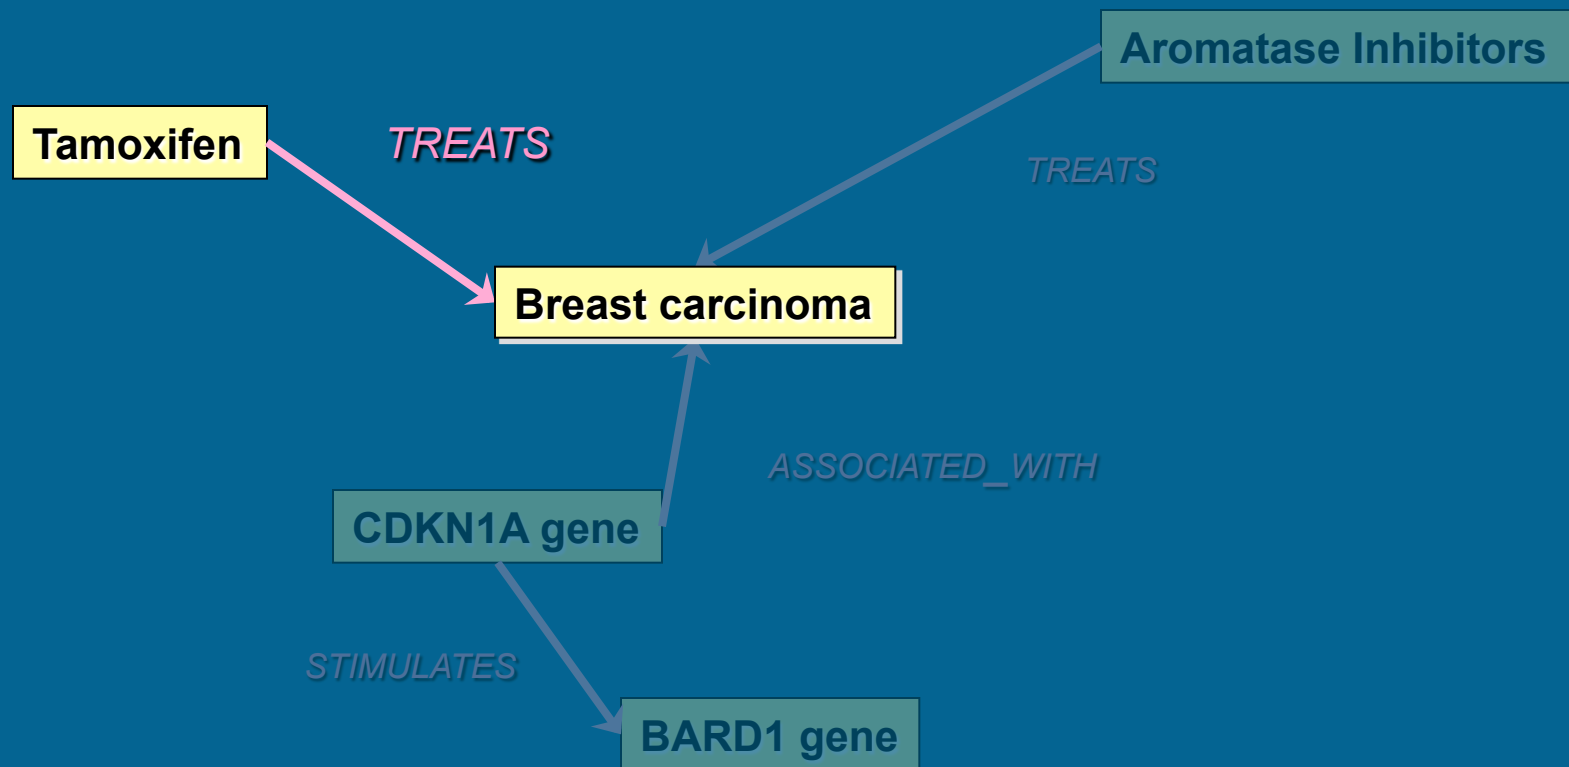 Aromatase Inhibitors
Tamoxifen
TREATS
TREATS
Breast carcinoma
ASSOCIATED_WITH
CDKN1A gene
STIMULATES
BARD1 gene